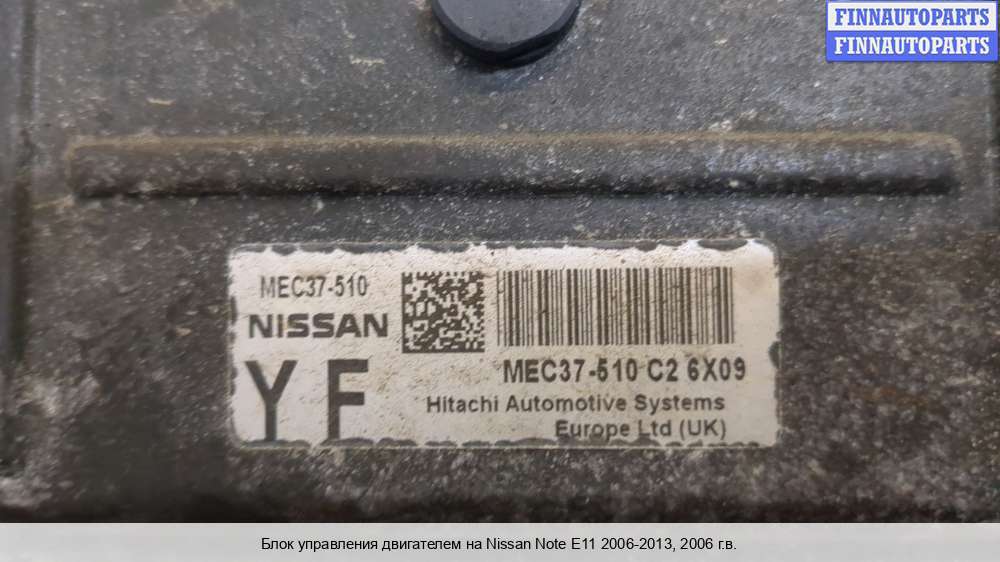 FINNAUTOPARTS
FINNAUTOPARTS
MEC37-510
NISSAN
Y F
MEC37-510 C2 6X09
Hitachi Automotive Systems
Europe Ltd (UK)
Блок управления двигателем на Nissan Note E11 2006-2013, 2006 г.в.